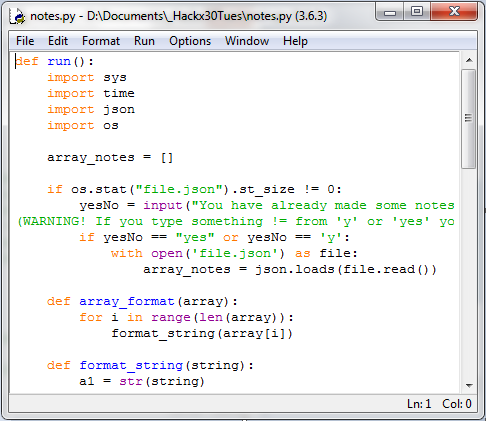 notes.py - D:\Documents\_Hackx30Tues\notes.py (3.6.3)
File Edit Format Run Options Window Help
def run():
    import sys
    import time
    import json
    import os

    array_notes = []

    if os.stat("file.json").st_size != 0:
        yesNo = input("You have already made some notes
(WARNING! If you type something != from 'y' or 'yes' yo
        if yesNo == "yes" or yesNo == 'y':
            with open('file.json') as file:
                array_notes = json.loads(file.read())

    def array_format(array):
        for i in range(len(array)):
            format_string(array[i])

    def format_string(string):
        a1 = str(string)
Ln: 1 Col: 0